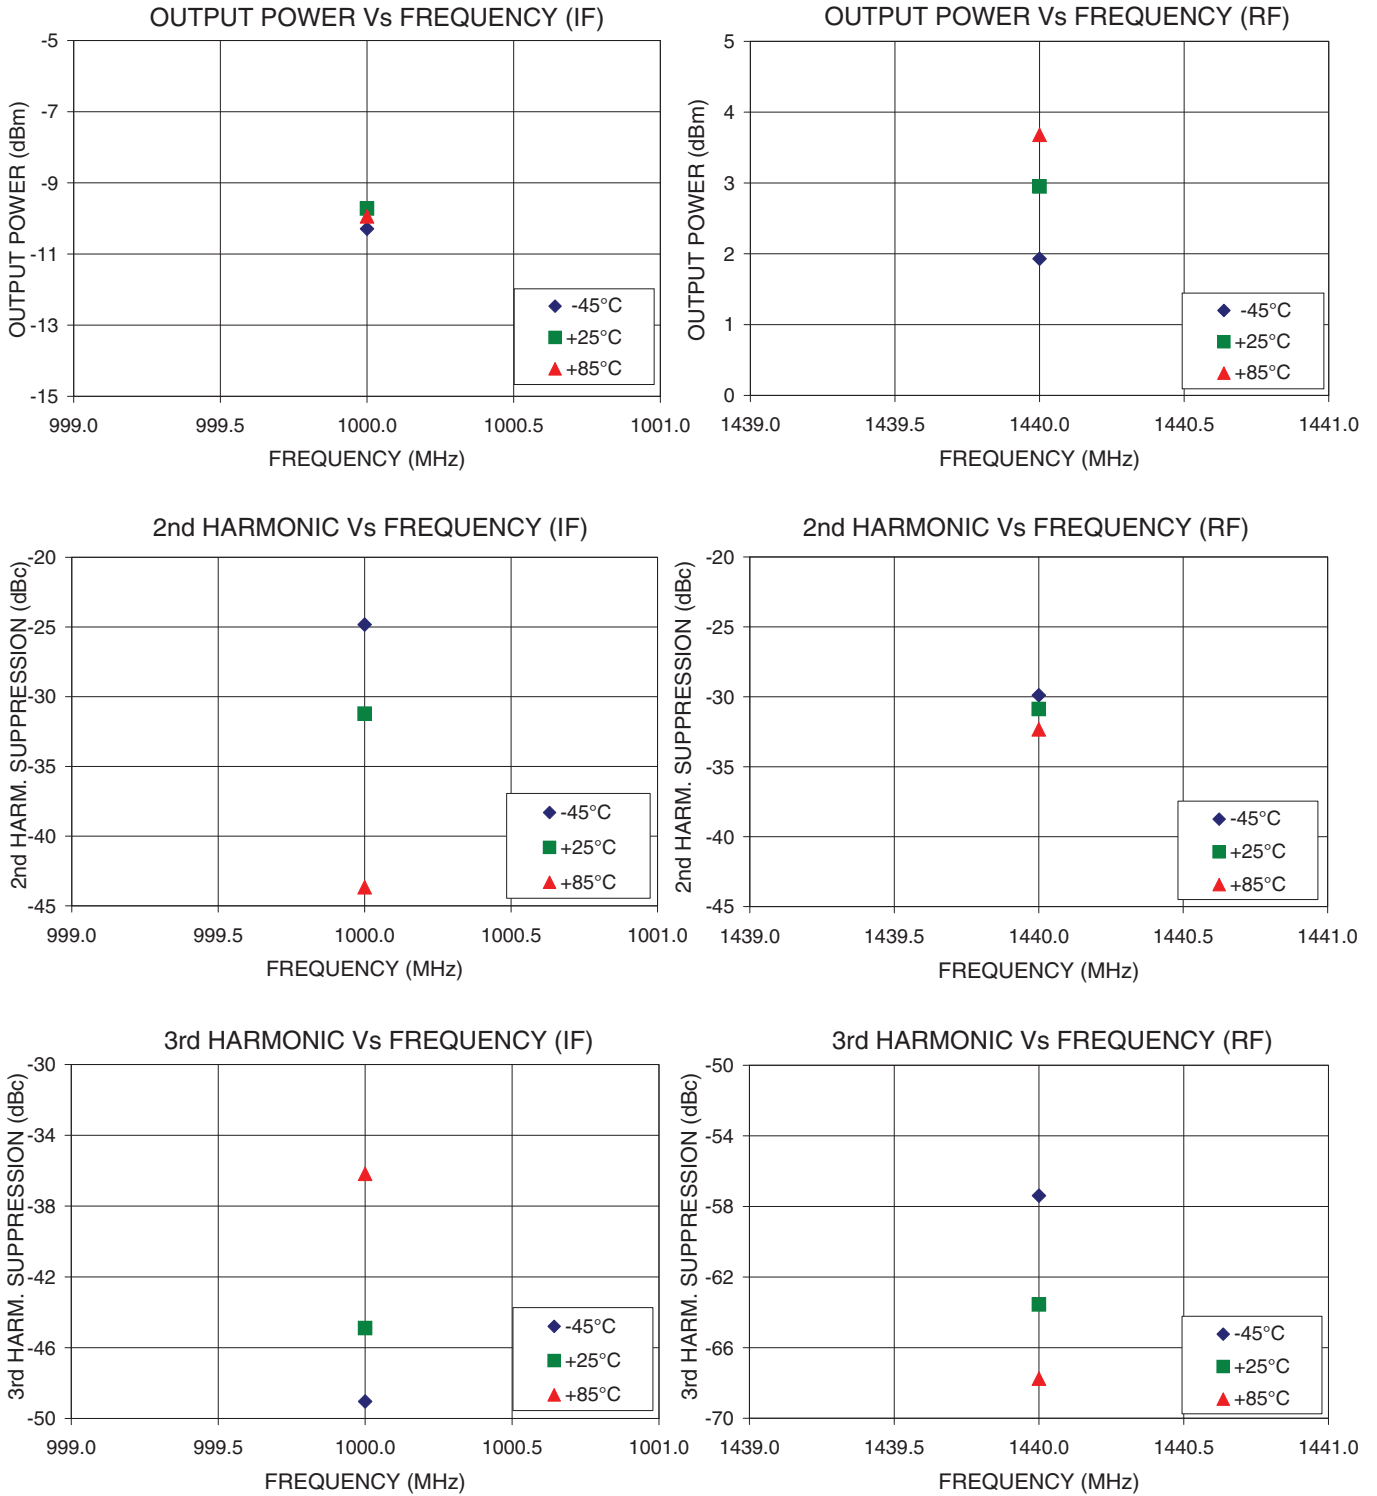 OUTPUT POWER Vs FREQUENCY (IF)
OUTPUT POWER (dBm)
-5
-7
-9
-11
-13
-15
999.0 999.5 1000.0 1000.5 1001.0
FREQUENCY (MHz)
-45°C
+25°C
+85°C
OUTPUT POWER Vs FREQUENCY (RF)
OUTPUT POWER (dBm)
5
4
3
2
1
0
1439.0 1439.5 1440.0 1440.5 1441.0
FREQUENCY (MHz)
-45°C
+25°C
+85°C
2nd HARMONIC Vs FREQUENCY (IF)
2nd HARM. SUPPRESSION (dBc)
-20
-25
-30
-35
-40
-45
999.0 999.5 1000.0 1000.5 1001.0
FREQUENCY (MHz)
-45°C
+25°C
+85°C
2nd HARMONIC Vs FREQUENCY (RF)
2nd HARM. SUPPRESSION (dBc)
-20
-25
-30
-35
-40
-45
1439.0 1439.5 1440.0 1440.5 1441.0
FREQUENCY (MHz)
-45°C
+25°C
+85°C
3rd HARMONIC Vs FREQUENCY (IF)
3rd HARM. SUPPRESSION (dBc)
-30
-34
-38
-42
-46
-50
999.0 999.5 1000.0 1000.5 1001.0
FREQUENCY (MHz)
-45°C
+25°C
+85°C
3rd HARMONIC Vs FREQUENCY (RF)
3rd HARM. SUPPRESSION (dBc)
-50
-54
-58
-62
-66
-70
1439.0 1439.5 1440.0 1440.5 1441.0
FREQUENCY (MHz)
-45°C
+25°C
+85°C